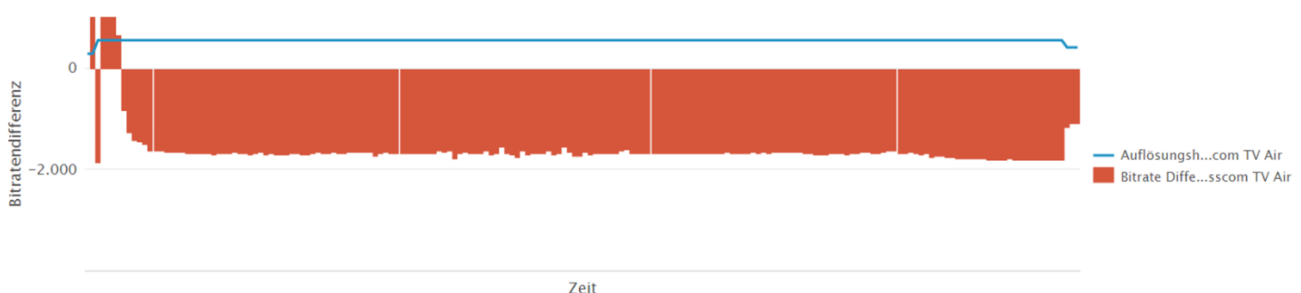 Bitratendifferenz
0
-2.000
Zeit
Auflösungsh...com TV Air
Bitrate Diffe...sscom TV Air